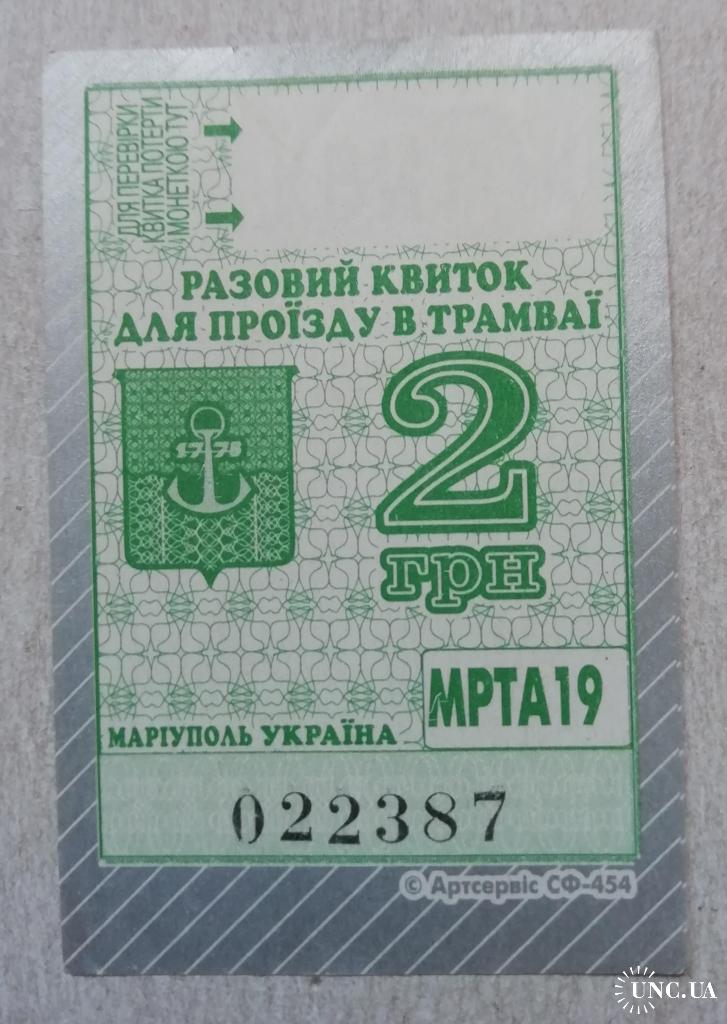 ДЛЯ ПЕРЕВІРКИ
КВИТКА ПОТЕРТИ
МОНЕТКОЮ ТУТ
РАЗОВИЙ КВИТОК
ДЛЯ ПРОЇЗДУ В ТРАМВАЇ
1778
2
грн
МРТА19
МАРІУПОЛЬ УКРАЇНА
022387
© Артсервіс СФ-454
UNC.UA